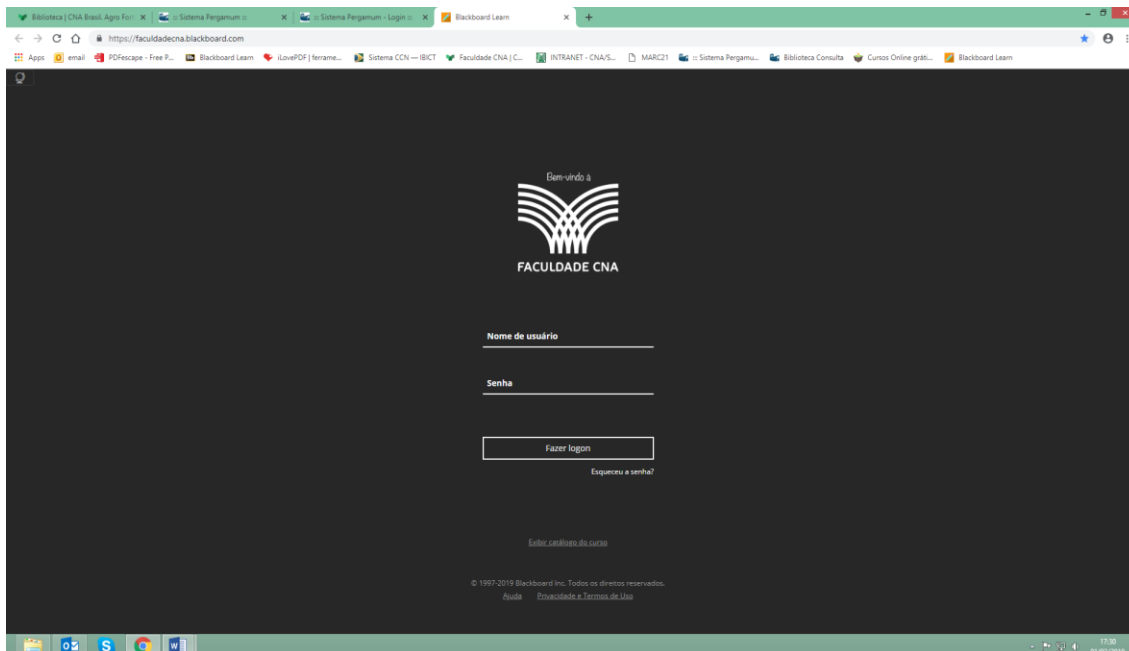 Biblioteca | CNA Brasil. Agro Fort
:: Sistema Pergamum ::
:: Sistema Pergamum - Login ::
Blackboard Learn
https://faculdadecna.blackboard.com
Apps
email
PDFescape - Free P...
Blackboard Learn
iLovePDF | ferrame...
Sistema CCN — IBICT
Faculdade CNA | C...
INTRANET - CNA/S...
MARC21
:: Sistema Pergamu...
Biblioteca Consulta
Cursos Online gráti...
Blackboard Learn
Bem-vindo à
FACULDADE CNA
Nome de usuário
Senha
Fazer logon
Esqueceu a senha?
Exibir catálogo do curso
© 1997-2019 Blackboard Inc. Todos os direitos reservados.
Ajuda Privacidade e Termos de Uso
17:30